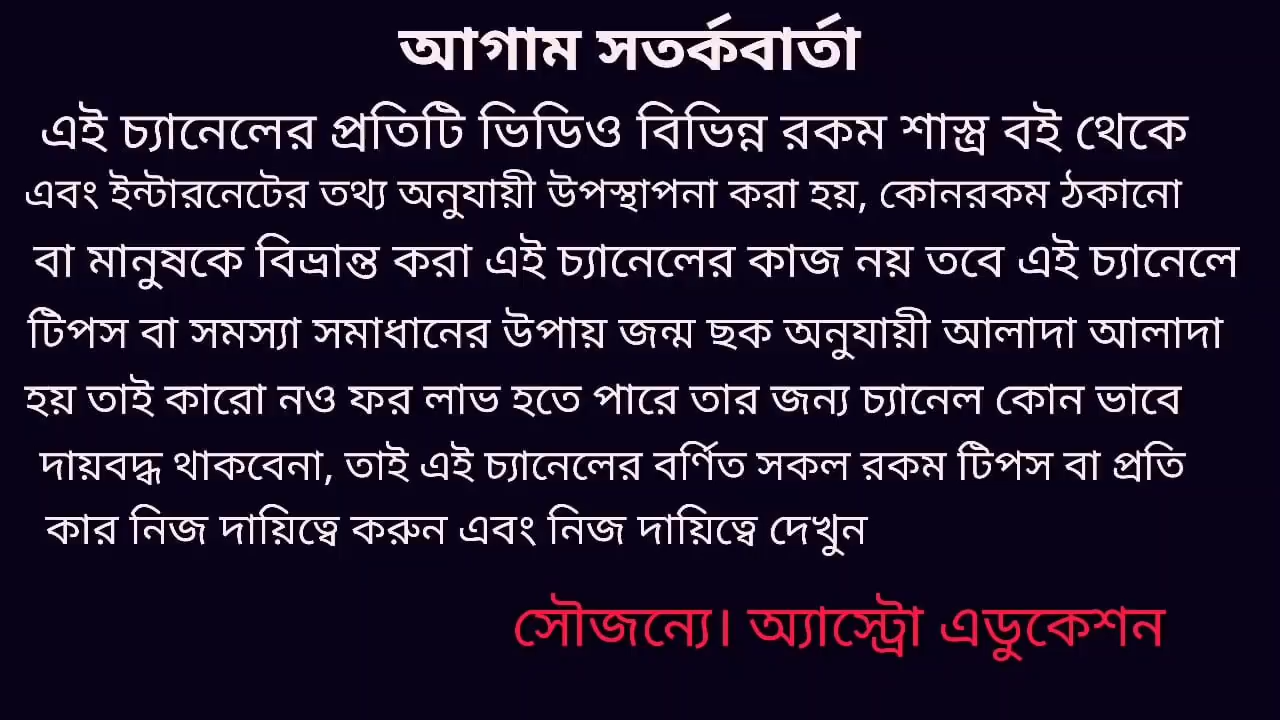 আগাম সতর্কবার্তা
এই চ্যানেলের প্রতিটি ভিডিও বিভিন্ন রকম শাস্ত্র বই থেকে
এবং ইন্টারনেটের তথ্য অনুযায়ী উপস্থাপনা করা হয়, কোনরকম ঠকানো
বা মানুষকে বিভ্রান্ত করা এই চ্যানেলের কাজ নয় তবে এই চ্যানেলে
টিপস বা সমস্যা সমাধানের উপায় জন্ম ছক অনুযায়ী আলাদা আলাদা
হয় তাই কারো নও ফর লাভ হতে পারে তার জন্য চ্যানেল কোন ভাবে
দায়বদ্ধ থাকবেনা, তাই এই চ্যানেলের বর্ণিত সকল রকম টিপস বা প্রতি
কার নিজ দায়িত্বে করুন এবং নিজ দায়িত্বে দেখুন
সৌজন্যে। অ্যাস্ট্রো এডুকেশন